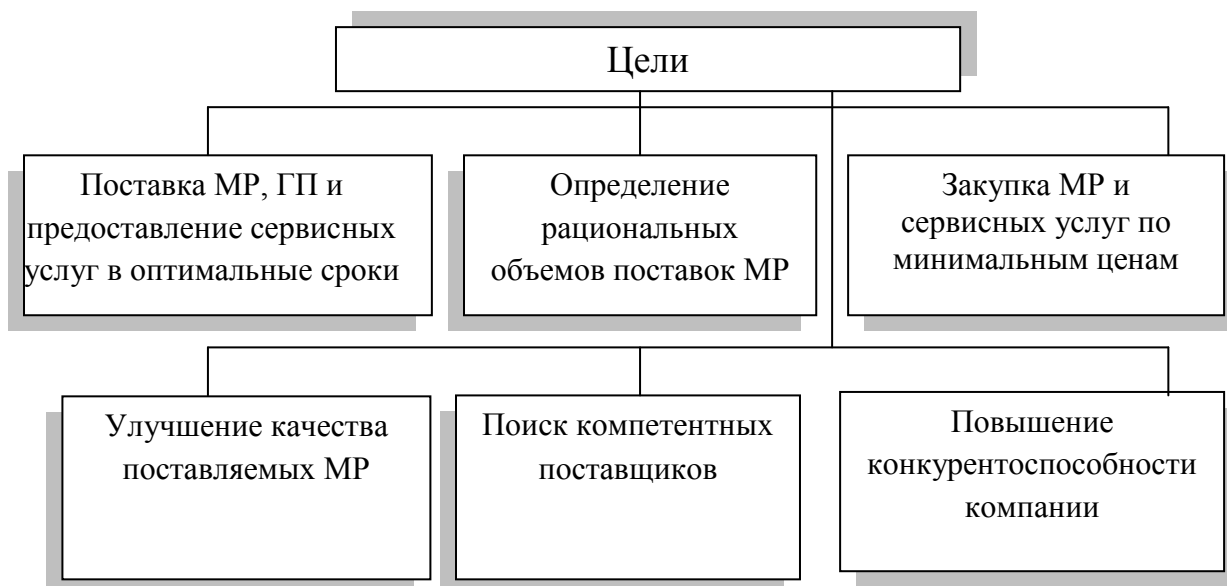 Цели
Поставка МР, ГП и
предоставление сервисных
услуг в оптимальные сроки
Определение
рациональных
объемов поставок МР
Закупка МР и
сервисных услуг по
минимальным ценам
Улучшение качества
поставляемых МР
Поиск компетентных
поставщиков
Повышение
конкурентоспособности
компании